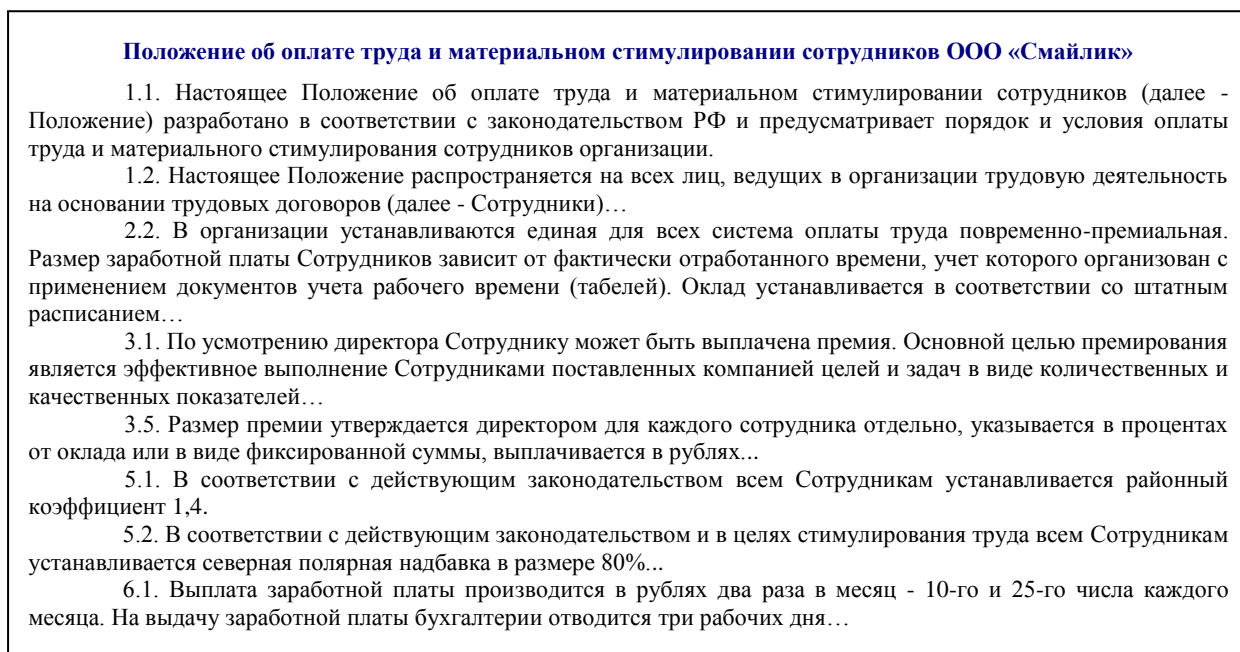 Положение об оплате труда и материальном стимулировании сотрудников ООО «Смайлик»
1.1. Настоящее Положение об оплате труда и материальном стимулировании сотрудников (далее -
Положение) разработано в соответствии с законодательством РФ и предусматривает порядок и условия оплаты
труда и материального стимулирования сотрудников организации.
1.2. Настоящее Положение распространяется на всех лиц, ведущих в организации трудовую деятельность
на основании трудовых договоров (далее - Сотрудники)…
2.2. В организации устанавливаются единая для всех система оплаты труда повременно-премиальная.
Размер заработной платы Сотрудников зависит от фактически отработанного времени, учет которого организован с
применением документов учета рабочего времени (табелей). Оклад устанавливается в соответствии со штатным
расписанием…
3.1. По усмотрению директора Сотруднику может быть выплачена премия. Основной целью премирования
является эффективное выполнение Сотрудниками поставленных компанией целей и задач в виде количественных и
качественных показателей…
3.5. Размер премии утверждается директором для каждого сотрудника отдельно, указывается в процентах
от оклада или в виде фиксированной суммы, выплачивается в рублях...
5.1. В соответствии с действующим законодательством всем Сотрудникам устанавливается районный
коэффициент 1,4.
5.2. В соответствии с действующим законодательством и в целях стимулирования труда всем Сотрудникам
устанавливается северная полярная надбавка в размере 80%...
6.1. Выплата заработной платы производится в рублях два раза в месяц - 10-го и 25-го числа каждого
месяца. На выдачу заработной платы бухгалтерии отводится три рабочих дня…